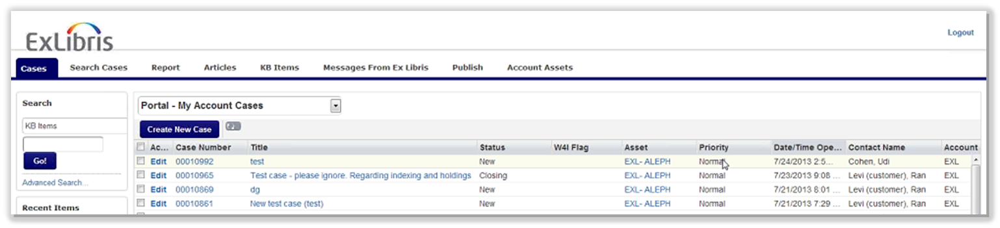 ExLibris
Logout
Cases Search Cases Report Articles KB Items Messages From Ex Libris Publish Account Assets
Search
KB Items
Go!
Advanced Search...
Recent Items
Portal - My Account Cases
Create New Case
Ac... Case Number Title Status W4I Flag Asset Priority Date/Time Ope... Contact Name Account
Edit 00010992 test New EXL- ALEPH Normal 7/24/2013 2:5... Cohen, Udi EXL
Edit 00010965 Test case - please ignore. Regarding indexing and holdings Closing EXL- ALEPH Normal 7/23/2013 9:08 ... Levi (customer), Ran EXL
Edit 00010869 dg New EXL- ALEPH Normal 7/21/2013 8:01 ... Levi (customer), Ran EXL
Edit 00010861 New test case (test) New EXL- ALEPH Normal 7/21/2013 7:29 ... Levi (customer), Ran EXL